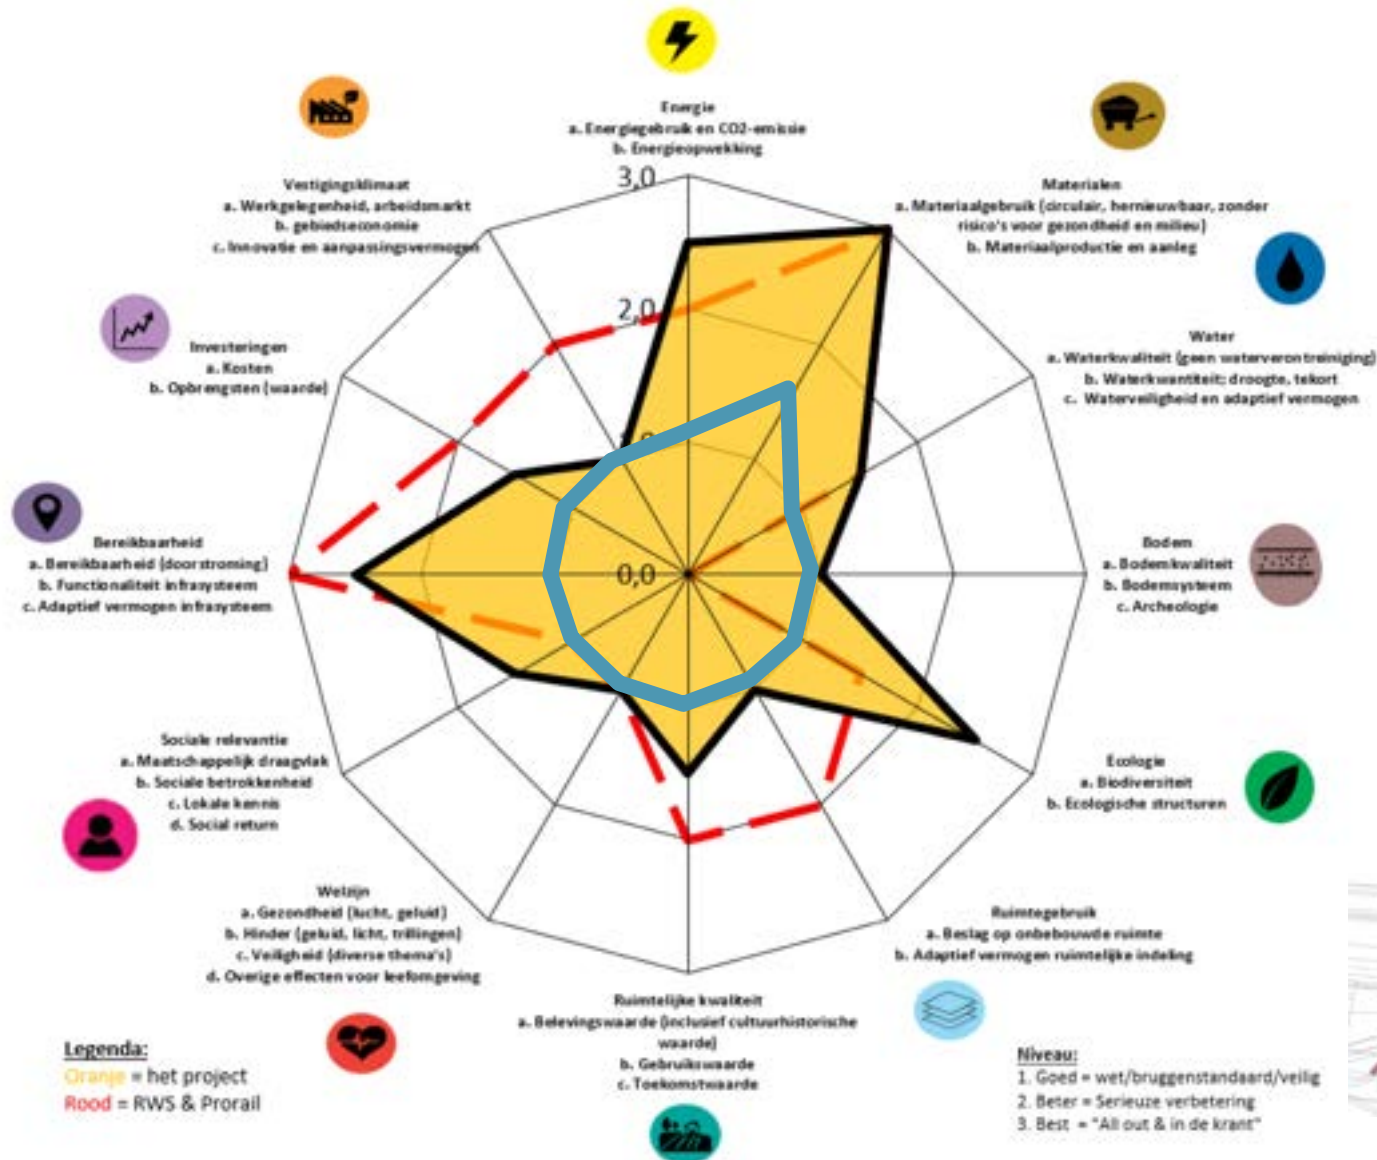 Energie
a. Energiegebruik en CO2-emissie
b. Energieopwekking
Materialen
a. Materiaalgebruik (circulair, hernieuwbaar, zonder
risico's voor gezondheid en milieu)
b. Materiaalproductie en aanleg
Water
a. Waterkwaliteit (geen waterverontreiniging)
b. Waterkwantiteit; droogte, tekort
c. Waterveiligheid en adaptief vermogen
Bodem
a. Bodemkwaliteit
b. Bodemsysteem
c. Archeologie
Ecologie
a. Biodiversiteit
b. Ecologische structuren
Ruimtegebruik
a. Beslag op onbebouwde ruimte
b. Adaptief vermogen ruimtelijke indeling
Ruimtelijke kwaliteit
a. Belevingswaarde (inclusief cultuurhistorische
waarde)
b. Gebruikswaarde
c. Toekomstwaarde
Welzijn
a. Gezondheid (lucht, geluid)
b. Hinder (geluid, licht, trillingen)
c. Veiligheid (diverse thema's)
d. Overige effecten voor leefomgeving
Sociale relevantie
a. Maatschappelijk draagvlak
b. Sociale betrokkenheid
c. Lokale kennis
d. Social return
Bereikbaarheid
a. Bereikbaarheid (doorstroming)
b. Functionaliteit infrasysteem
c. Adaptief vermogen infrasysteem
Investeringen
a. Kosten
b. Opbrengsten (waarde)
Vestigingsklimaat
a. Werkgelegenheid, arbeidsmarkt
b. gebiedseconomie
c. Innovatie en aanpassingsvermogen
3,0
2,0
0,0
Legenda:
Oranje = het project
Rood = RWS & Prorail
Niveau:
1. Goed = wet/bruggenstandaard/veilig
2. Beter = Serieuze verbetering
3. Best = "All out & in de krant"